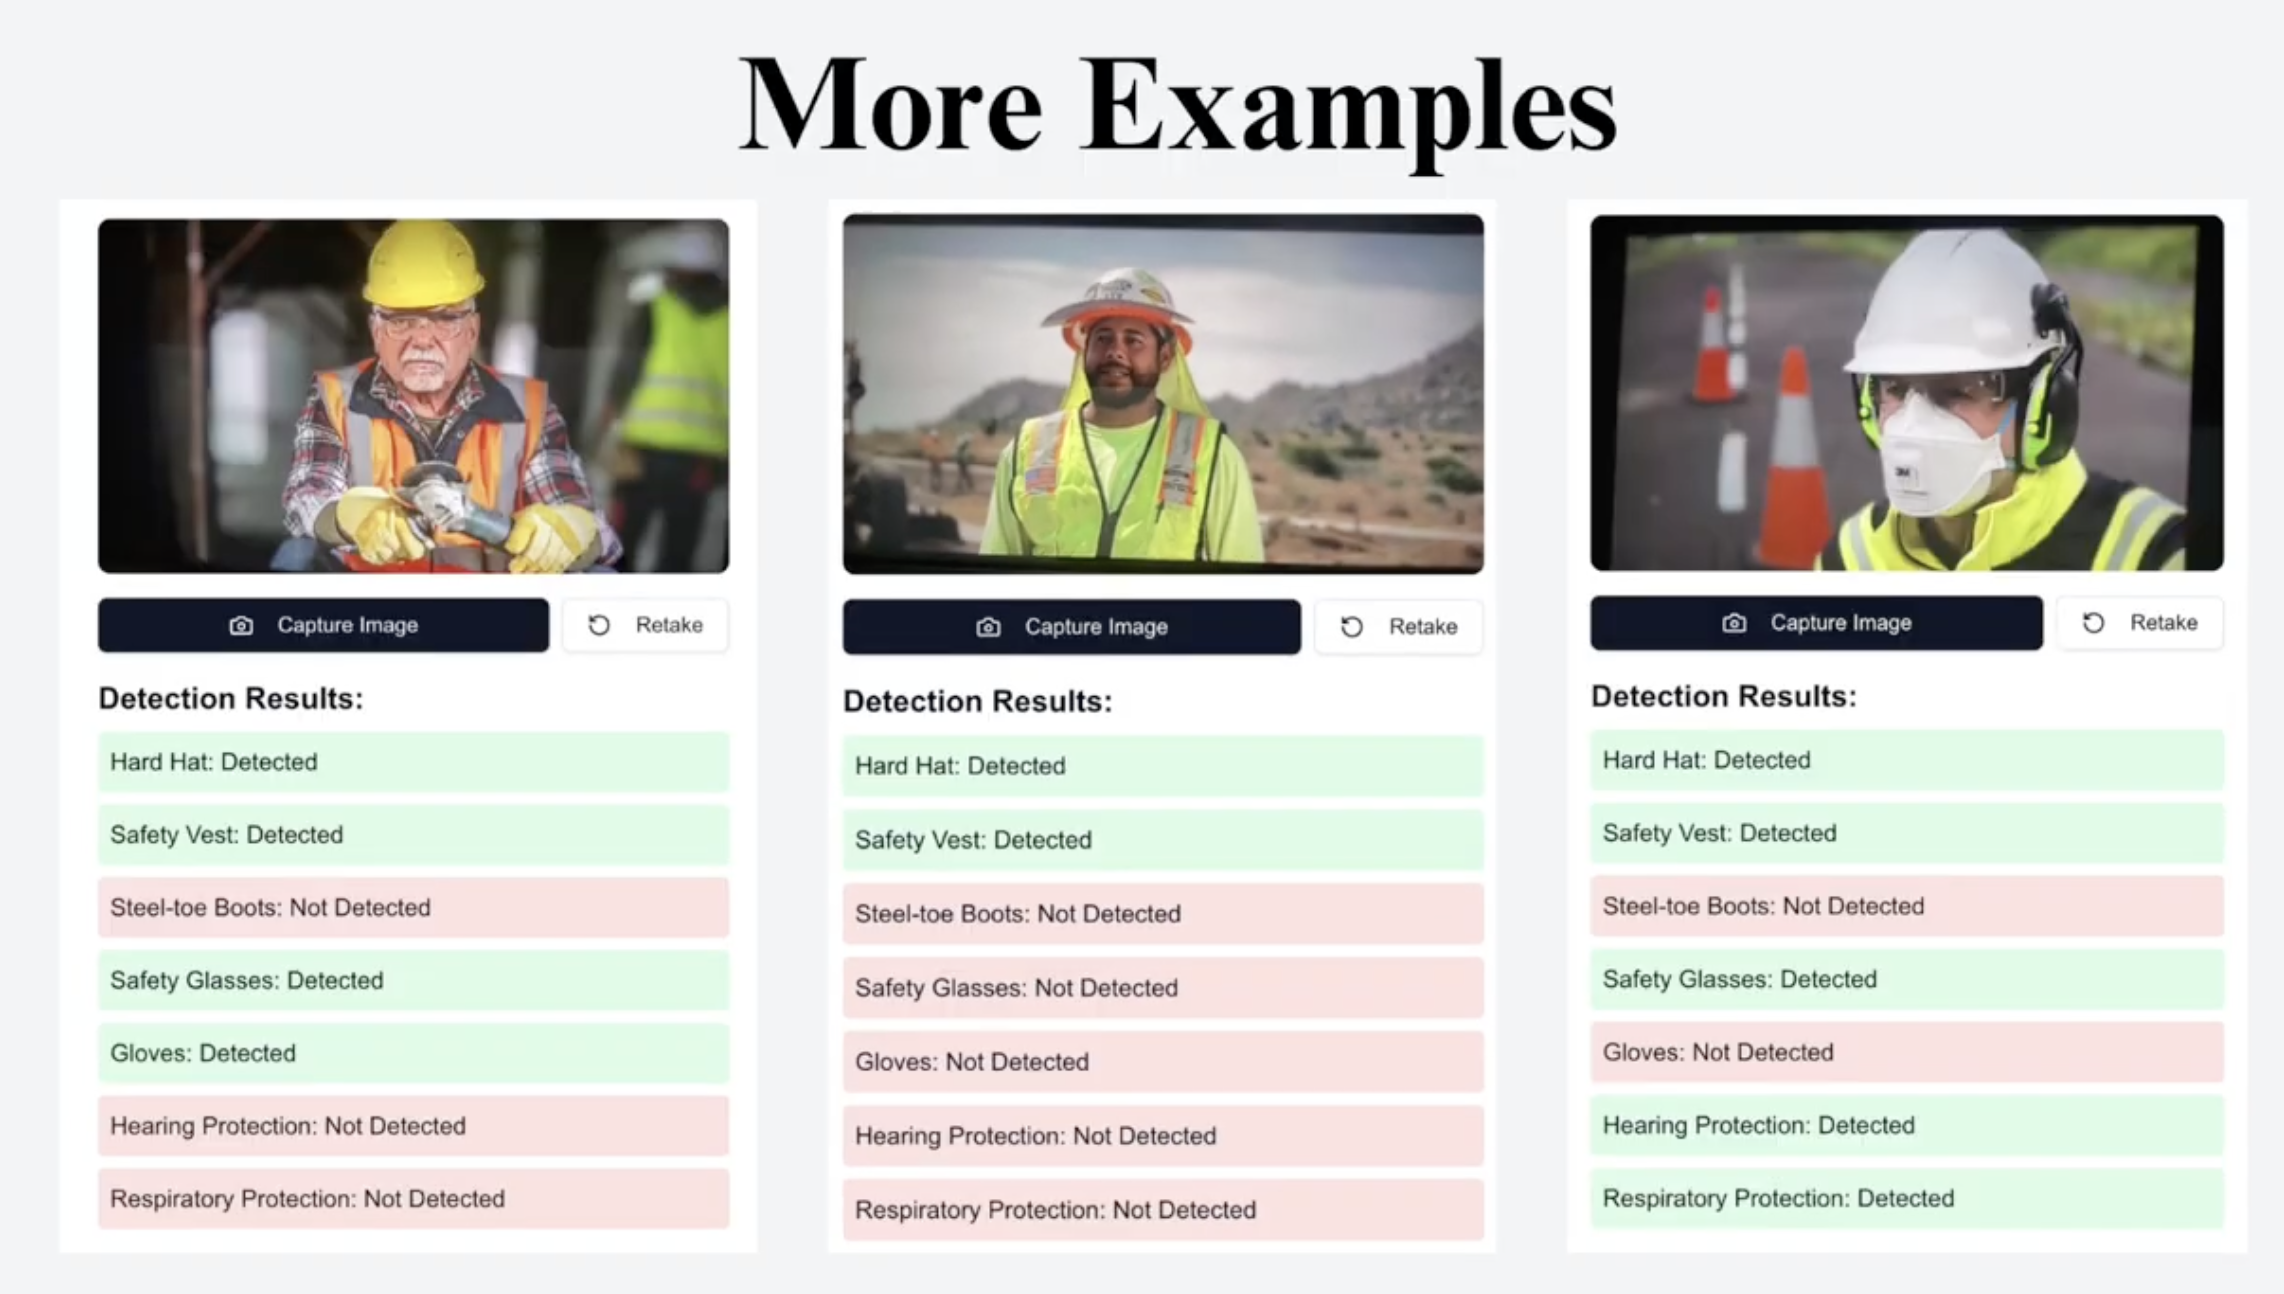 More Examples
Capture Image
Retake
Detection Results:
Hard Hat: Detected
Safety Vest: Detected
Steel-toe Boots: Not Detected
Safety Glasses: Detected
Gloves: Detected
Hearing Protection: Not Detected
Respiratory Protection: Not Detected
Capture Image
Retake
Detection Results:
Hard Hat: Detected
Safety Vest: Detected
Steel-toe Boots: Not Detected
Safety Glasses: Not Detected
Gloves: Not Detected
Hearing Protection: Not Detected
Respiratory Protection: Not Detected
3M
Capture Image
Retake
Detection Results:
Hard Hat: Detected
Safety Vest: Detected
Steel-toe Boots: Not Detected
Safety Glasses: Detected
Gloves: Not Detected
Hearing Protection: Detected
Respiratory Protection: Detected